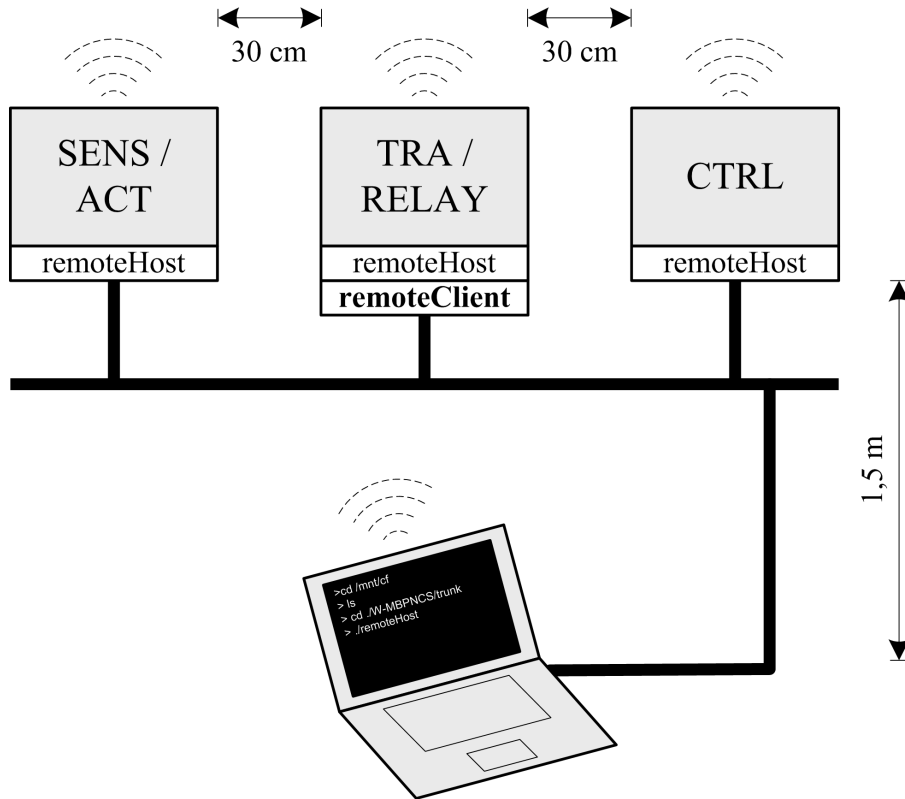 30 cm
30 cm
SENS /
ACT
TRA /
RELAY
CTRL
remoteHost
remoteHost
remoteHost
remoteClient
1,5 m
>cd /mnt/cf
> ls
> cd ./W-MBPNCS/trunk
> ./remoteHost